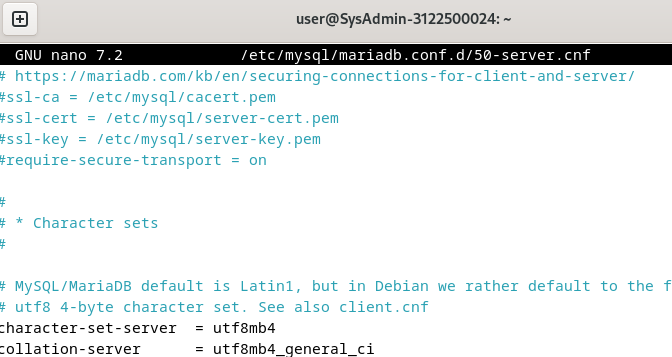 user@SysAdmin-3122500024: ~
GNU nano 7.2 /etc/mysql/mariadb.conf.d/50-server.cnf
# https://mariadb.com/kb/en/securing-connections-for-client-and-server/
#ssl-ca = /etc/mysql/cacert.pem
#ssl-cert = /etc/mysql/server-cert.pem
#ssl-key = /etc/mysql/server-key.pem
#require-secure-transport = on
#
# * Character sets
#
# MySQL/MariaDB default is Latin1, but in Debian we rather default to the f
# utf8 4-byte character set. See also client.cnf
character-set-server  = utf8mb4
collation-server      = utf8mb4_general_ci